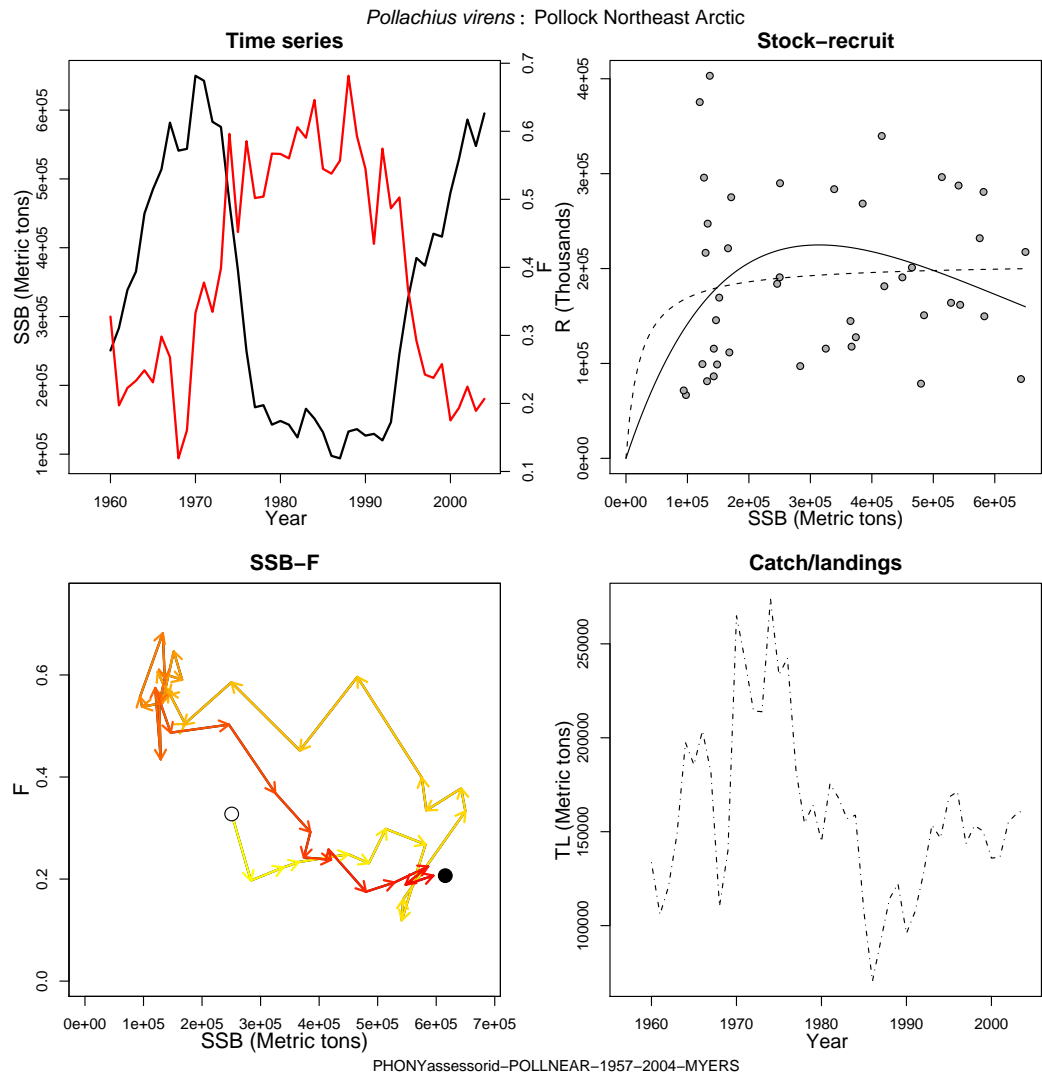 Pollachius virens : Pollock Northeast Arctic
Time series
SSB (Metric tons)
1e+05 2e+05 3e+05 4e+05 5e+05 6e+05
F
0.1 0.2 0.3 0.4 0.5 0.6 0.7
1960 1970 1980 1990 2000
Year
Stock−recruit
R (Thousands)
0e+00 1e+05 2e+05 3e+05 4e+05
0e+00 1e+05 2e+05 3e+05 4e+05 5e+05 6e+05
SSB (Metric tons)
SSB−F
F
0.0 0.2 0.4 0.6
0e+00 1e+05 2e+05 3e+05 4e+05 5e+05 6e+05 7e+05
SSB (Metric tons)
Catch/landings
TL (Metric tons)
100000 150000 200000 250000
1960 1970 1980 1990 2000
Year
PHONYassessorid−POLLNEAR−1957−2004−MYERS